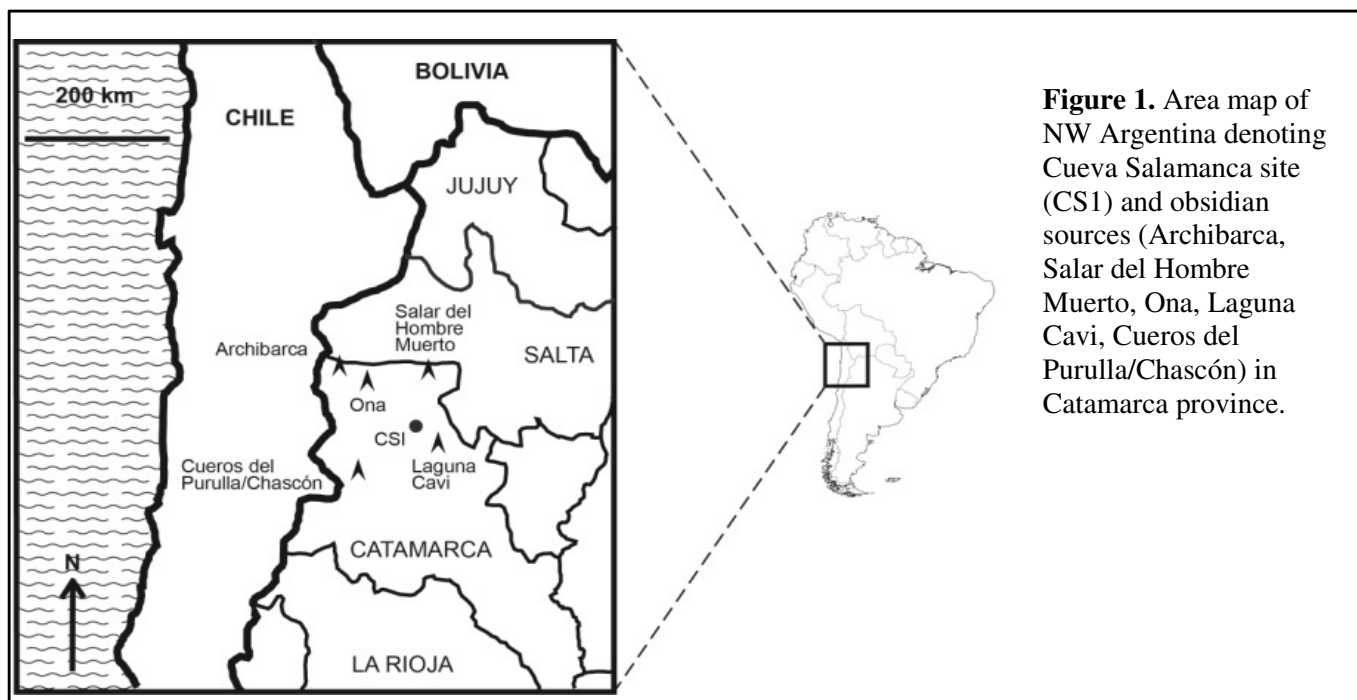 200 km
CHILE
BOLIVIA
JUJUY
Salar del
Hombre
Muerto
Archibarca
SALTA
Ona
CSI
Cueros del
Purulla/Chascón
Laguna
Cavi
CATAMARCA
N
LA RIOJA
Figure 1. Area map of
NW Argentina denoting
Cueva Salamanca site
(CS1) and obsidian
sources (Archibarca,
Salar del Hombre
Muerto, Ona, Laguna
Cavi, Cueros del
Purulla/Chascón) in
Catamarca province.